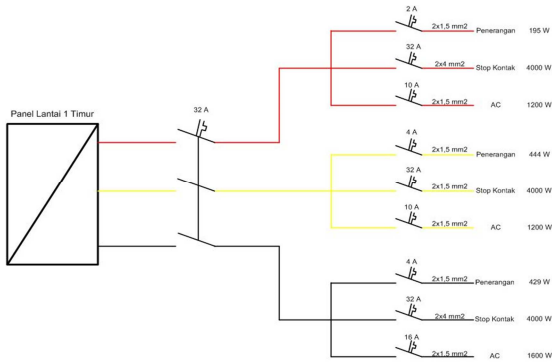 2 A
2x1,5 mm2 Penerangan 195 W
32 A
2x4 mm2 Stop Kontak 4000 W
10 A
2x1,5 mm2 AC 1200 W
Panel Lantai 1 Timur
32 A
4 A
2x1,5 mm2 Penerangan 444 W
32 A
2x1,5 mm2 Stop Kontak 4000 W
10 A
2x1,5 mm2 AC 1200 W
4 A
2x1,5 mm2 Penerangan 429 W
32 A
2x4 mm2 Stop Kontak 4000 W
16 A
2x1,5 mm2 AC 1600 W